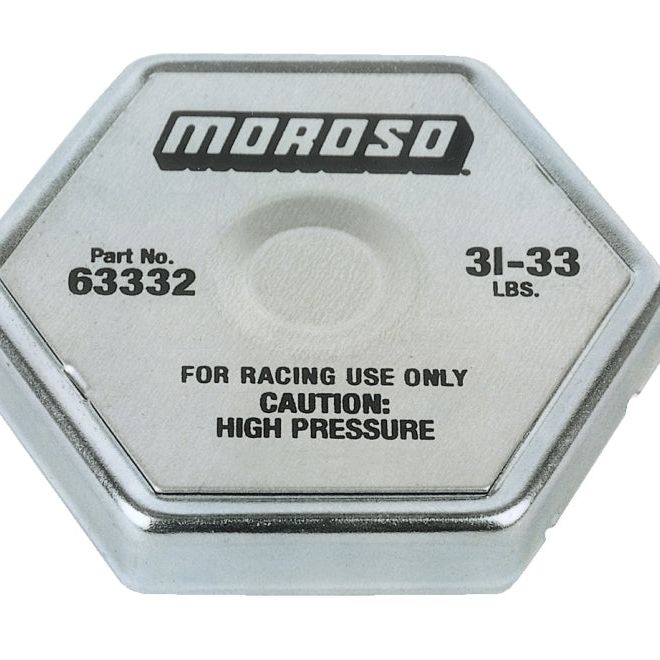 MOROSO
Part No.
63332
31-33
LBS.
FOR RACING USE ONLY
CAUTION:
HIGH PRESSURE